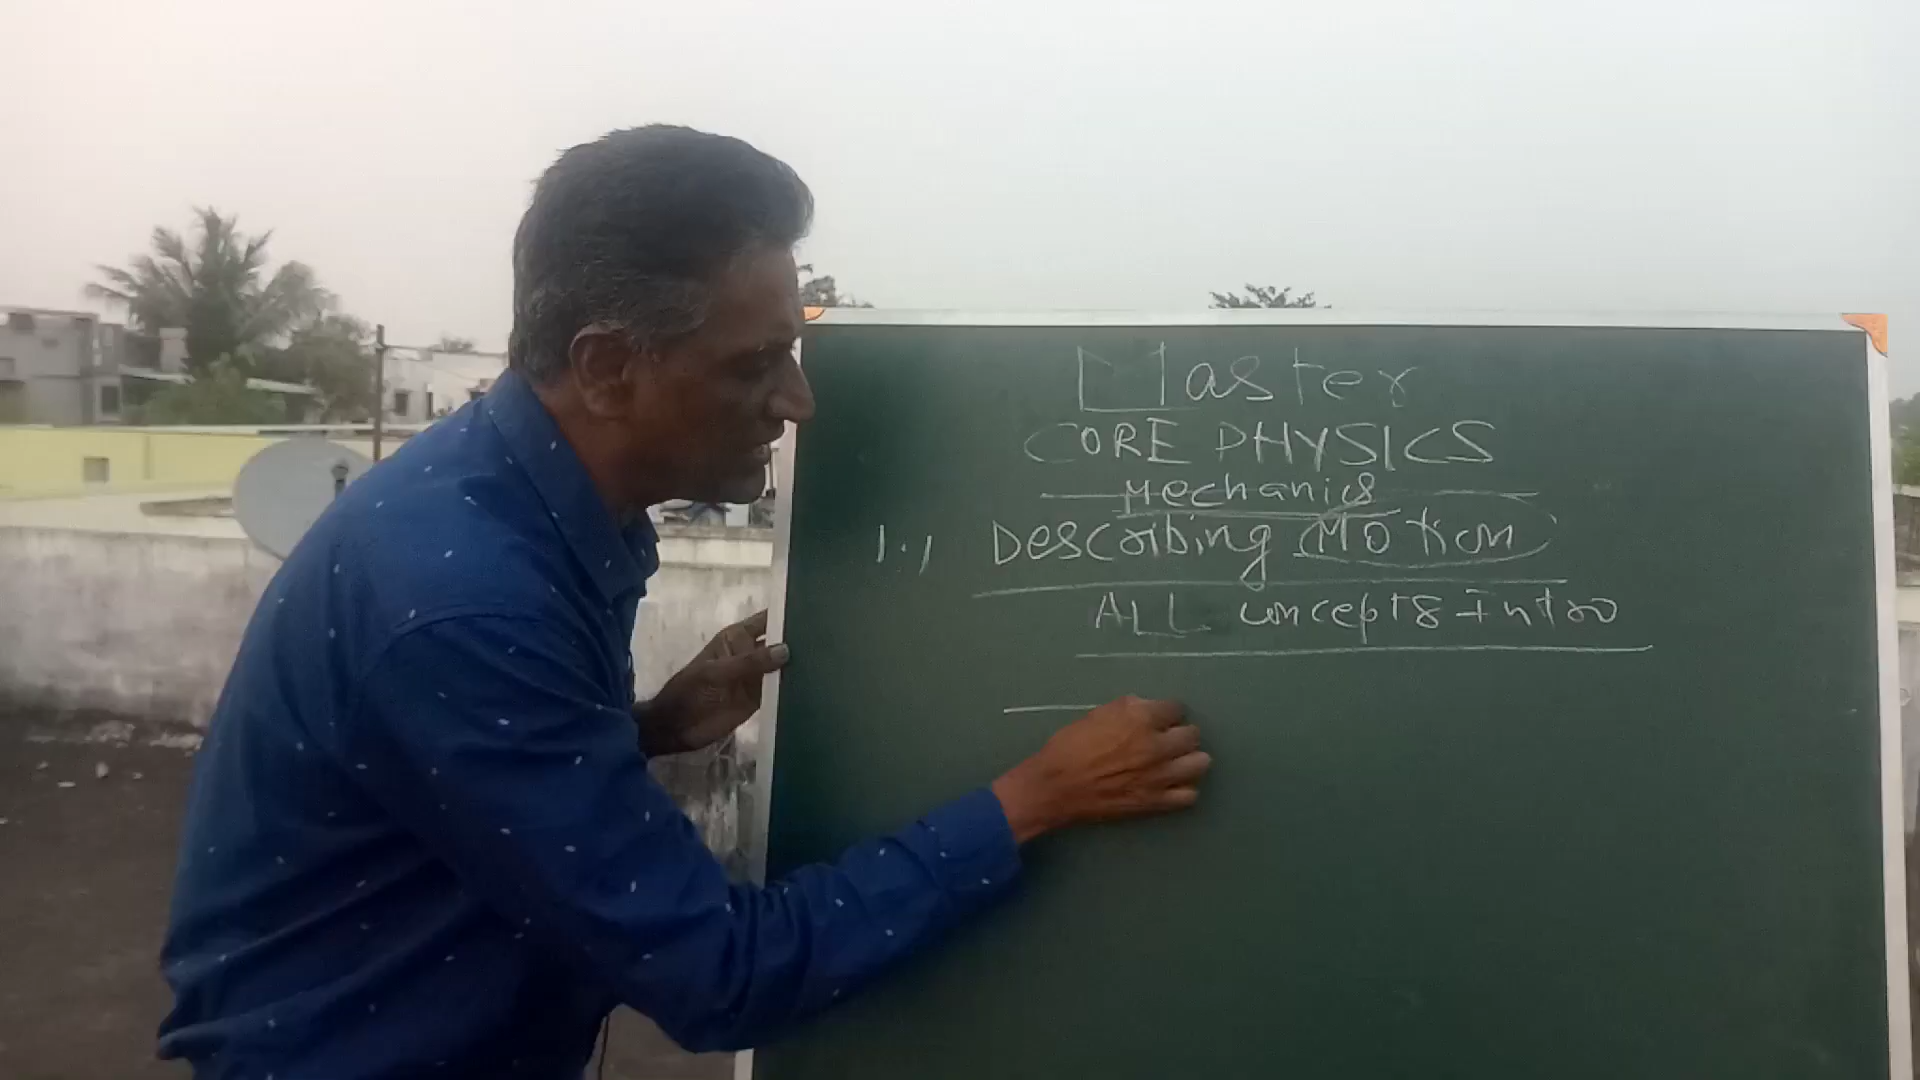 Master
CORE PHYSICS
Mechanics
1.1 Describing MOtion
ALL concepts Intro